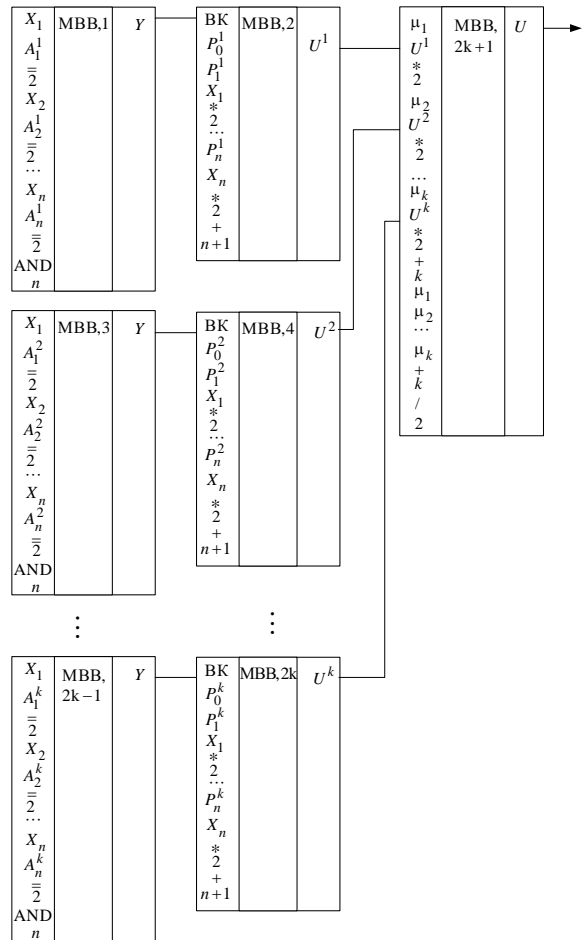 X₁
A₁¹
=
2
X₂
A₂¹
=
2
...
Xₙ
Aₙ¹
=
2
AND
n
MBB,1
Y
ВК
P₀¹
P₁¹
X₁
*
2
...
Pₙ¹
Xₙ
*
2
+
n+1
MBB,2
U¹
μ₁
U¹
*
2
μ₂
U²
*
2
...
μₖ
Uᵏ
*
2
+
k
μ₁
μ₂
...
μₖ
+
k
/
2
MBB,
2k+1
U
X₁
A₁²
=
2
X₂
A₂²
=
2
...
Xₙ
Aₙ²
=
2
AND
n
MBB,3
Y
ВК
P₀²
P₁²
X₁
*
2
...
Pₙ²
Xₙ
*
2
+
n+1
MBB,4
U²
⋮
⋮
X₁
A₁ᵏ
=
2
X₂
A₂ᵏ
=
2
...
Xₙ
Aₙᵏ
=
2
AND
n
MBB,
2k−1
Y
ВК
P₀ᵏ
P₁ᵏ
X₁
*
2
...
Pₙᵏ
Xₙ
*
2
+
n+1
MBB,2k
Uᵏ